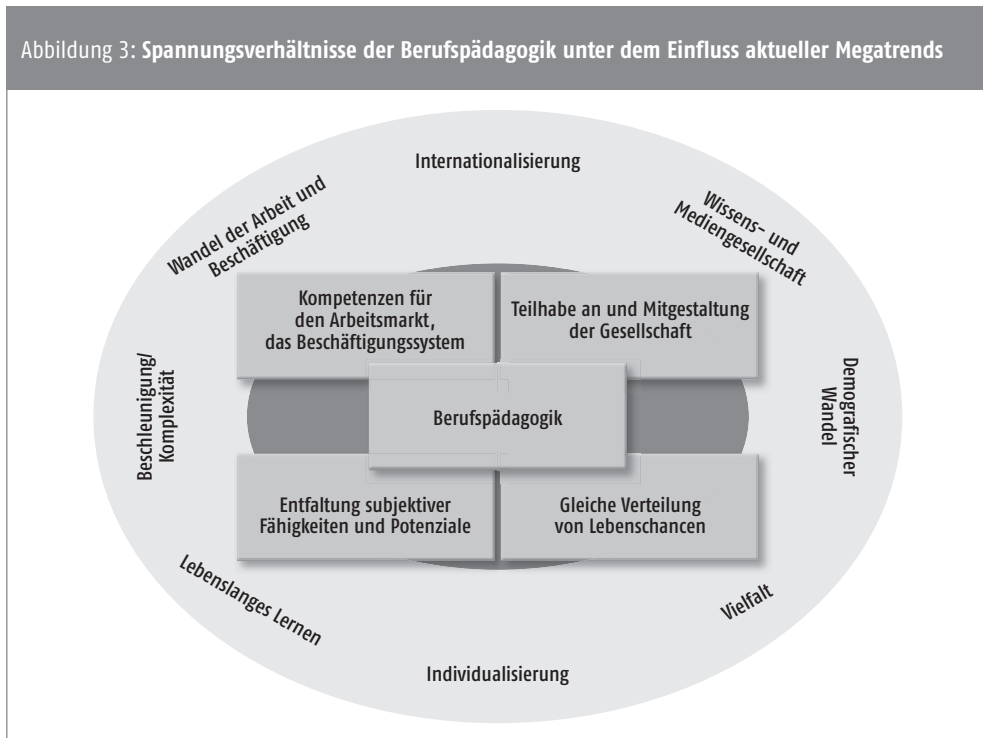 Abbildung 3: Spannungsverhältnisse der Berufspädagogik unter dem Einfluss aktueller Megatrends
Internationalisierung
Wandel der Arbeit und
Beschäftigung
Wissens- und
Mediengesellschaft
Kompetenzen für
den Arbeitsmarkt,
das Beschäftigungssystem
Teilhabe an und Mitgestaltung
der Gesellschaft
Beschleunigung/
Komplexität
Berufspädagogik
Demografischer
Wandel
Entfaltung subjektiver
Fähigkeiten und Potenziale
Gleiche Verteilung
von Lebenschancen
Lebenslanges Lernen
Vielfalt
Individualisierung